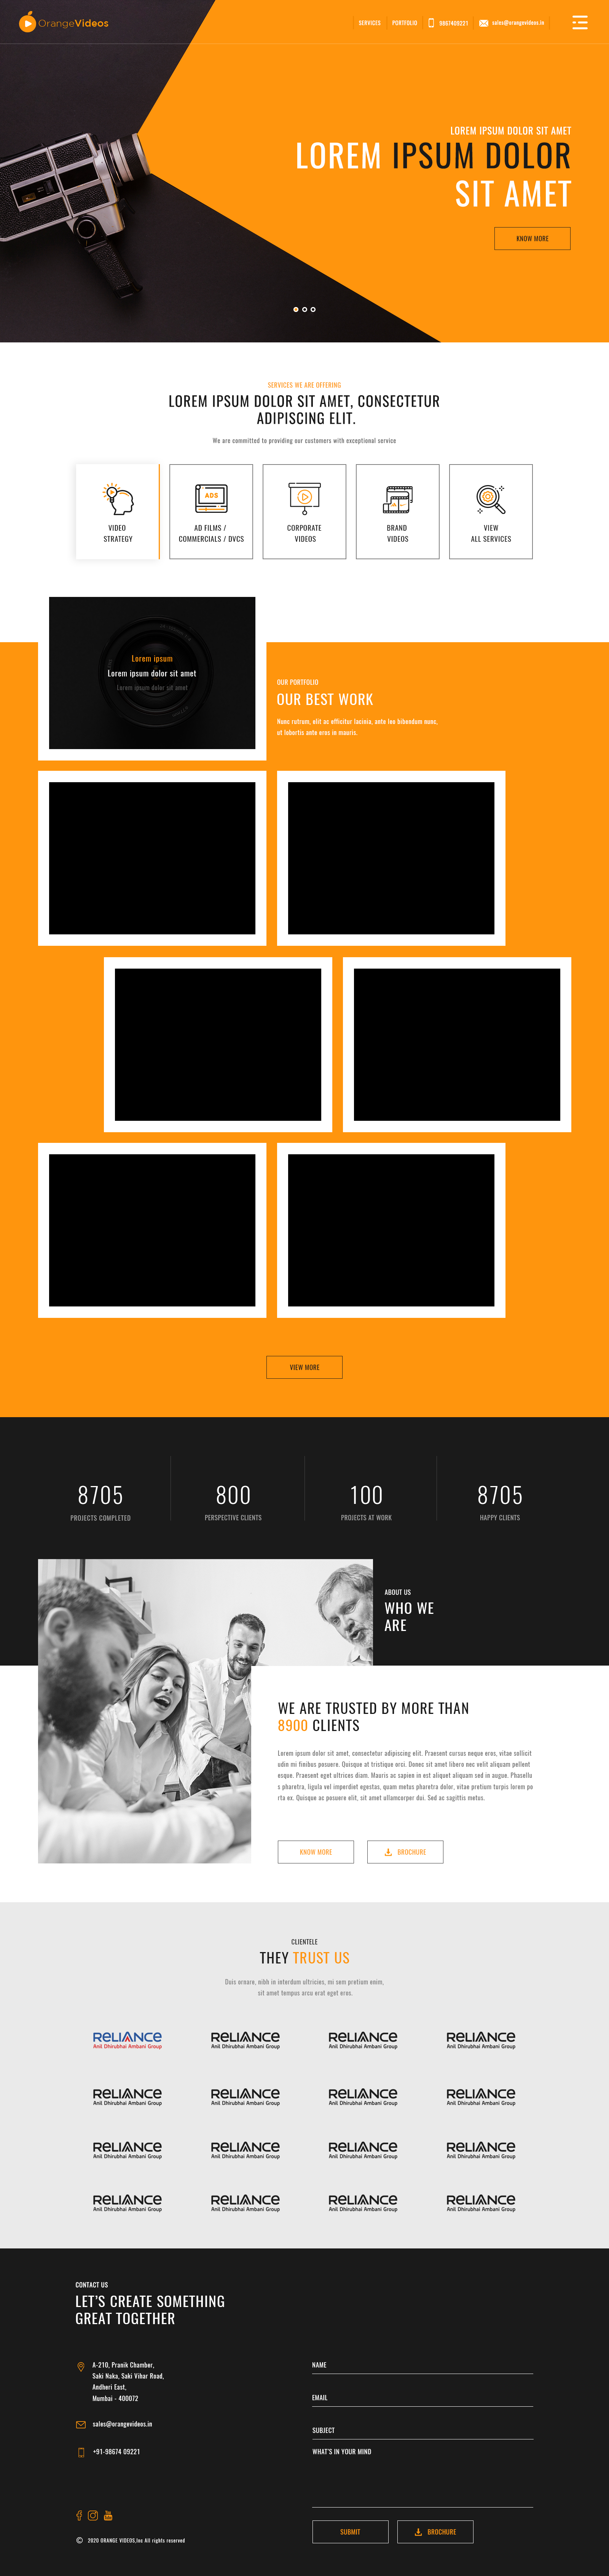 OrangeVideos
SERVICES
PORTFOLIO
9867409221
sales@orangevideos.in
LOREM IPSUM DOLOR SIT AMET
LOREM IPSUM DOLOR
SIT AMET
KNOW MORE
SERVICES WE ARE OFFERING
LOREM IPSUM DOLOR SIT AMET, CONSECTETUR
ADIPISCING ELIT.
We are committed to providing our customers with exceptional service
VIDEO
STRATEGY
ADS
AD FILMS /
COMMERCIALS / DVCS
CORPORATE
VIDEOS
BRAND
VIDEOS
VIEW
ALL SERVICES
Lorem ipsum
Lorem ipsum dolor sit amet
Lorem ipsum dolor sit amet
OUR PORTFOLIO
OUR BEST WORK
Nunc rutrum, elit ac efficitur lacinia, ante leo bibendum nunc,
ut lobortis ante eros in mauris.
VIEW MORE
8705
PROJECTS COMPLETED
800
PERSPECTIVE CLIENTS
100
PROJECTS AT WORK
8705
HAPPY CLIENTS
ABOUT US
WHO WE
ARE
WE ARE TRUSTED BY MORE THAN
8900 CLIENTS
Lorem ipsum dolor sit amet, consectetur adipiscing elit. Praesent cursus neque eros, vitae sollicit
udin mi finibus posuere. Quisque at tristique orci. Donec sit amet libero nec velit aliquam pellent
esque. Praesent eget ultrices diam. Mauris ac sapien in est aliquet aliquam sed in augue. Phasellu
s pharetra, ligula vel imperdiet egestas, quam metus pharetra dolor, vitae pretium turpis lorem po
rta ex. Quisque ac posuere elit, sit amet ullamcorper dui. Sed ac sagittis metus.
KNOW MORE
BROCHURE
CLIENTELE
THEY TRUST US
Duis ornare, nibh in interdum ultricies, mi sem pretium enim,
sit amet tempus arcu erat eget eros.
RELIANCE
Anil Dhirubhai Ambani Group
RELIANCE
Anil Dhirubhai Ambani Group
RELIANCE
Anil Dhirubhai Ambani Group
RELIANCE
Anil Dhirubhai Ambani Group
RELIANCE
Anil Dhirubhai Ambani Group
RELIANCE
Anil Dhirubhai Ambani Group
RELIANCE
Anil Dhirubhai Ambani Group
RELIANCE
Anil Dhirubhai Ambani Group
RELIANCE
Anil Dhirubhai Ambani Group
RELIANCE
Anil Dhirubhai Ambani Group
RELIANCE
Anil Dhirubhai Ambani Group
RELIANCE
Anil Dhirubhai Ambani Group
RELIANCE
Anil Dhirubhai Ambani Group
RELIANCE
Anil Dhirubhai Ambani Group
RELIANCE
Anil Dhirubhai Ambani Group
RELIANCE
Anil Dhirubhai Ambani Group
CONTACT US
LET'S CREATE SOMETHING
GREAT TOGETHER
A-210, Pranik Chamber,
Saki Naka, Saki Vihar Road,
Andheri East,
Mumbai - 400072
sales@orangevideos.in
+91-98674 09221
You
© 2020 ORANGE VIDEOS,Inc All rights reserved
NAME
EMAIL
SUBJECT
WHAT'S IN YOUR MIND
SUBMIT
BROCHURE